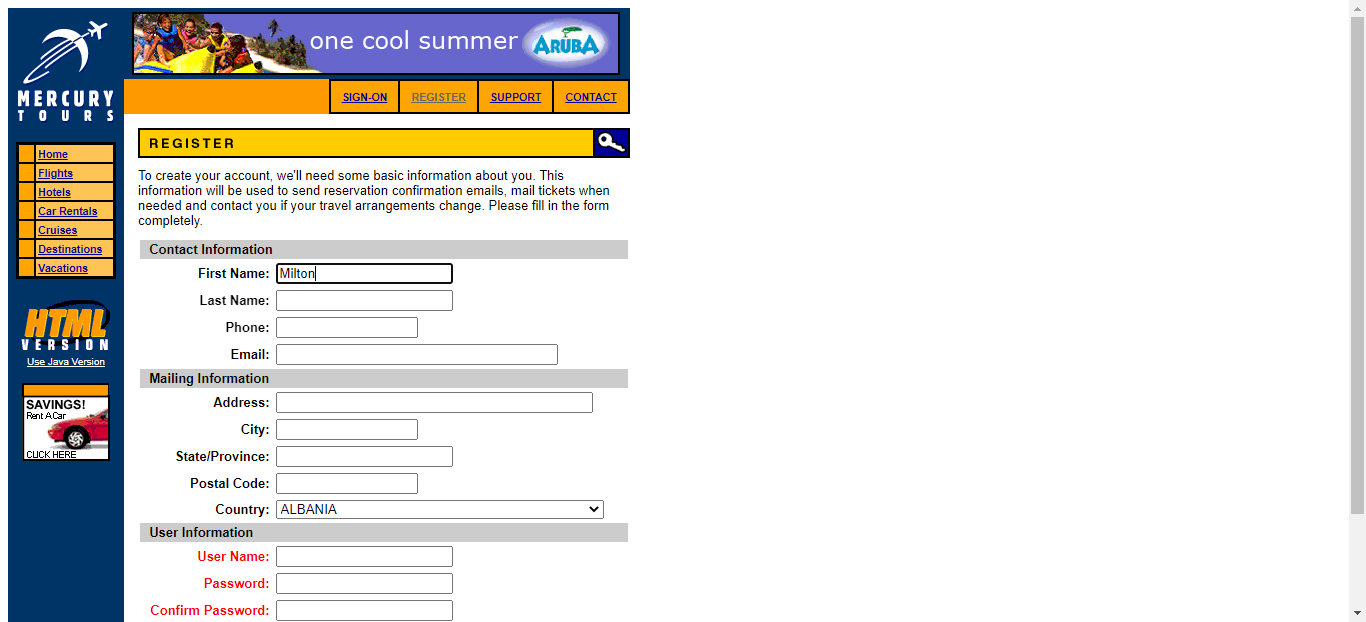 one cool summer ARUBA
MERCURY
TOURS
SIGN-ON REGISTER SUPPORT CONTACT
Home
Flights
Hotels
Car Rentals
Cruises
Destinations
Vacations
HTML
VERSION
Use Java Version
SAVINGS!
Rent A Car
CLICK HERE
REGISTER
To create your account, we'll need some basic information about you. This
information will be used to send reservation confirmation emails, mail tickets when
needed and contact you if your travel arrangements change. Please fill in the form
completely.
Contact Information
First Name: Milton
Last Name:
Phone:
Email:
Mailing Information
Address:
City:
State/Province:
Postal Code:
Country: ALBANIA
User Information
User Name:
Password:
Confirm Password: